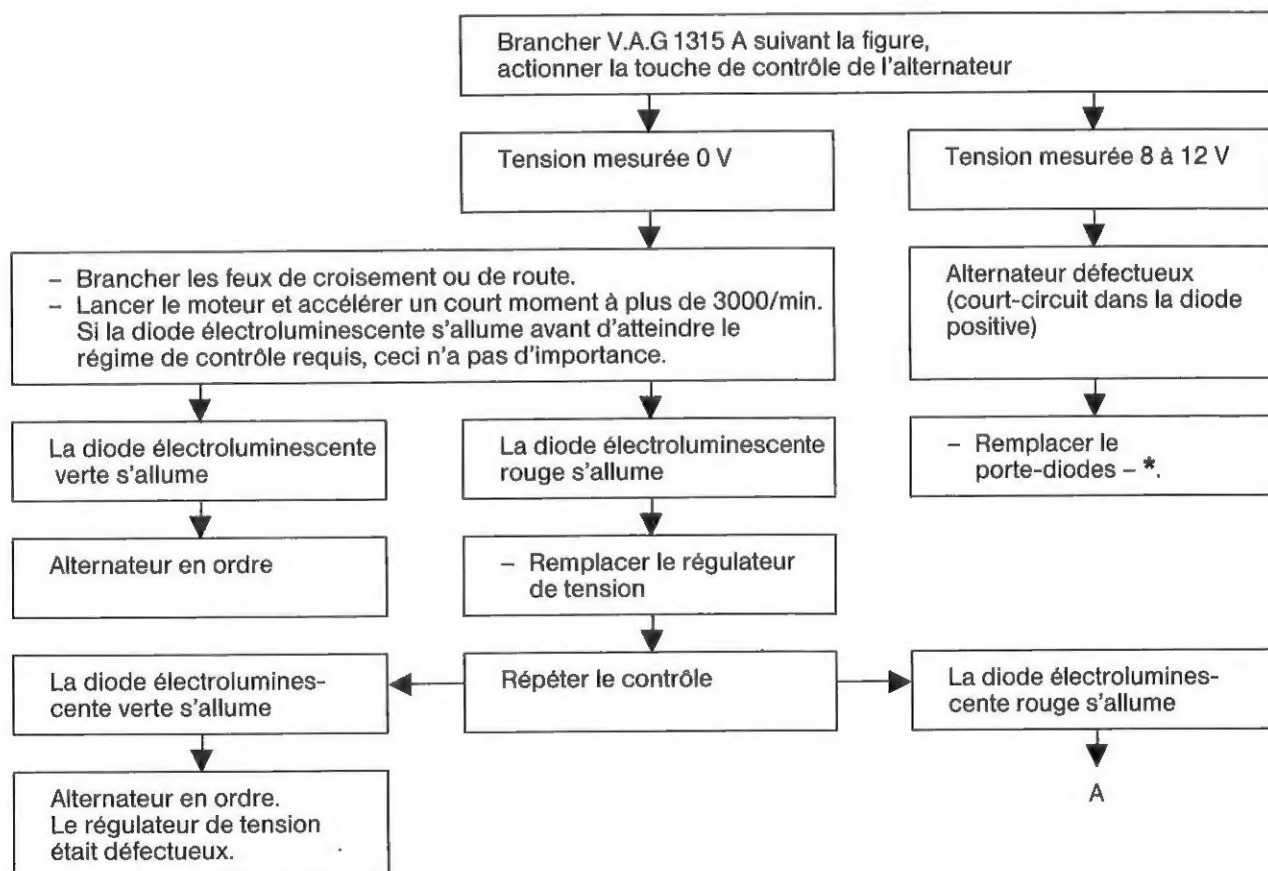 Brancher V.A.G 1315 A suivant la figure,
actionner la touche de contrôle de l'alternateur
Tension mesurée 0 V
Tension mesurée 8 à 12 V
– Brancher les feux de croisement ou de route.
– Lancer le moteur et accélérer un court moment à plus de 3000/min.
Si la diode électroluminescente s'allume avant d'atteindre le
régime de contrôle requis, ceci n'a pas d'importance.
Alternateur défectueux
(court-circuit dans la diode
positive)
La diode électroluminescente
verte s'allume
La diode électroluminescente
rouge s'allume
– Remplacer le
porte-diodes – *.
Alternateur en ordre
– Remplacer le régulateur
de tension
La diode électrolumines-
cente verte s'allume
Répéter le contrôle
La diode électrolumines-
cente rouge s'allume
Alternateur en ordre.
Le régulateur de tension
était défectueux.
A